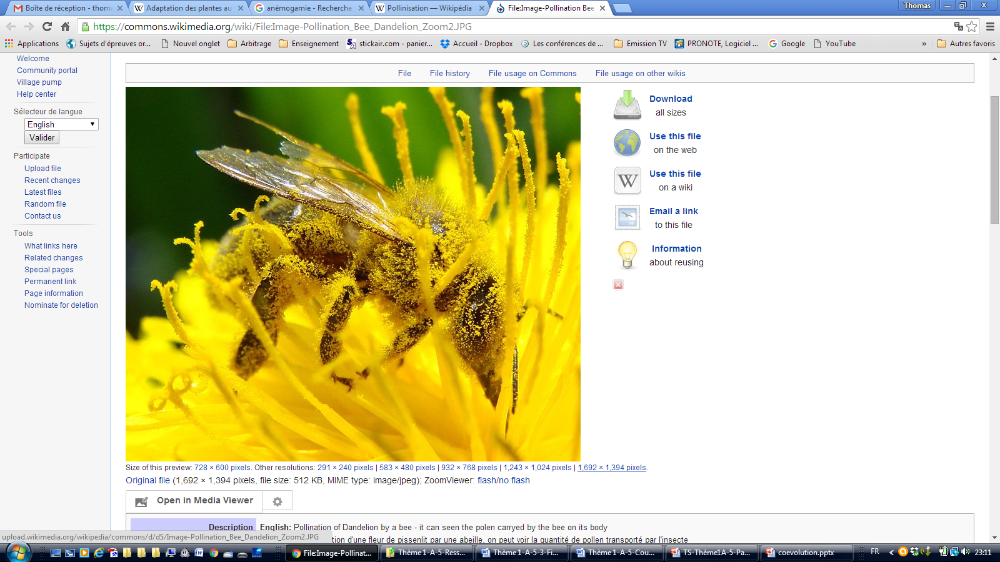 Boîte de réception - thom
Adaptation des plantes au
anémogamie - Recherche
Pollinisation — Wikipédia
File:Image-Pollination Bee
Thomas
https://commons.wikimedia.org/wiki/File:Image-Pollination_Bee_Dandelion_Zoom2.JPG
Applications
Sujets d'épreuves or...
Nouvel onglet
Arbitrage
Enseignement
stickair.com - panier...
Accueil - Dropbox
Les conférences de ...
Emission TV
PRONOTE, Logiciel ...
Google
YouTube
»
Autres favoris
Welcome
Community portal
Village pump
Help center
Sélecteur de langue
English
Valider
Participate
Upload file
Recent changes
Latest files
Random file
Contact us
Tools
What links here
Related changes
Special pages
Permanent link
Page information
Nominate for deletion
File File history File usage on Commons File usage on other wikis
Download
all sizes
Use this file
on the web
W
Use this file
on a wiki
Email a link
to this file
Information
about reusing
Size of this preview: 728 × 600 pixels. Other resolutions: 291 × 240 pixels | 583 × 480 pixels | 932 × 768 pixels | 1,243 × 1,024 pixels | 1,692 × 1,394 pixels.
Original file (1,692 × 1,394 pixels, file size: 512 KB, MIME type: image/jpeg); ZoomViewer: flash/no flash
Open in Media Viewer
Description English: Pollination of Dandelion by a bee - it can seen the polen carryed by the bee on its body
tion d'une fleur de pissenlit par une abeille, on peut voir la quantité de pollen transporté par l'insecte
upload.wikimedia.org/wikipedia/commons/d/d5/Image-Pollination_Bee_Dandelion_Zoom2.JPG
File:Image-Pollinat...
Thème 1-A-5-Ress...
Thème 1-A-5-3-Fi...
Thème 1-A-5-Cou...
TS-Thème1A-5-Pa...
coevolution.pptx
FR
23:11